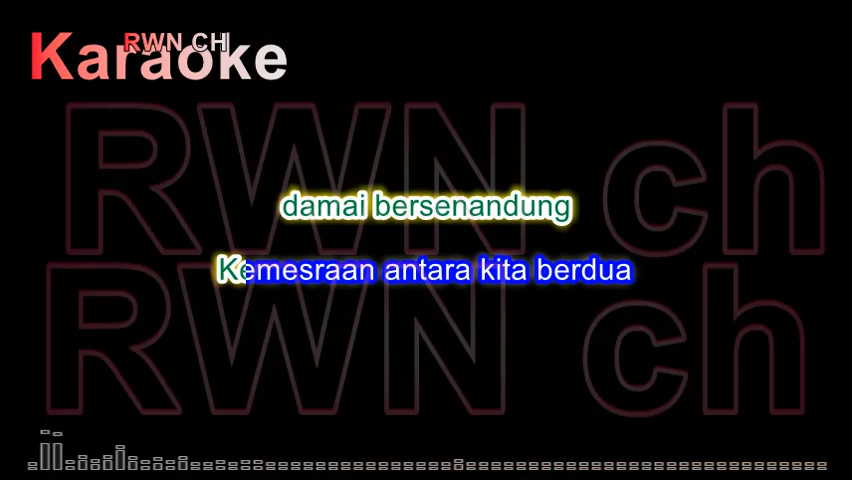 RWN CH
Karaoke
RWN ch
damai bersenandung
Kemesraan antara kita berdua
RWN ch